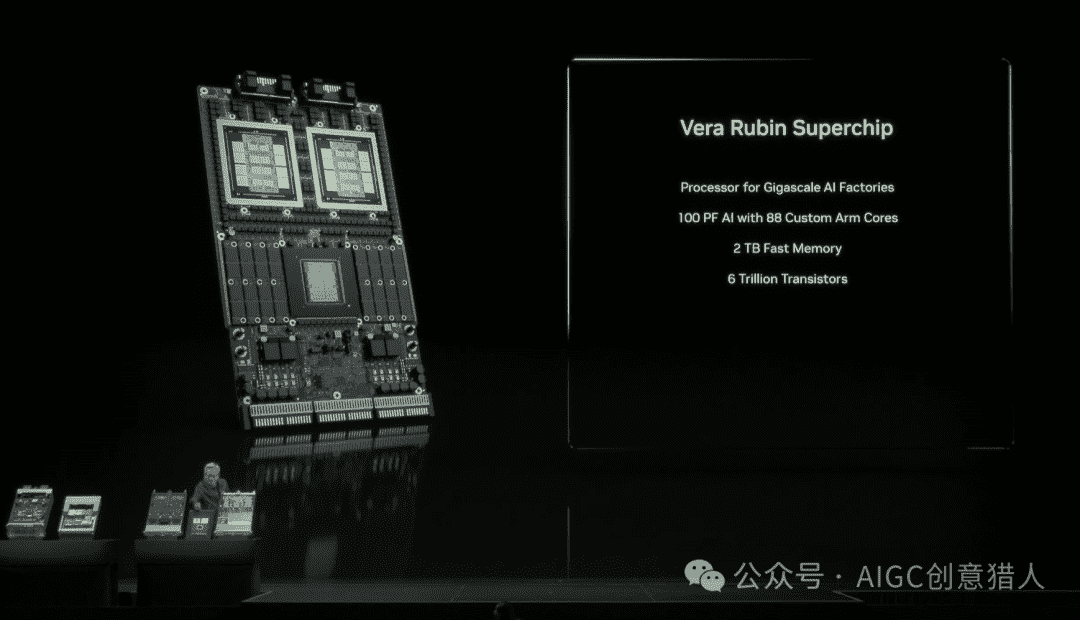 Vera Rubin Superchip
Processor for Gigascale AI Factories
100 PF AI with 88 Custom Arm Cores
2 TB Fast Memory
6 Trillion Transistors
公众号 · AIGC创意猎人